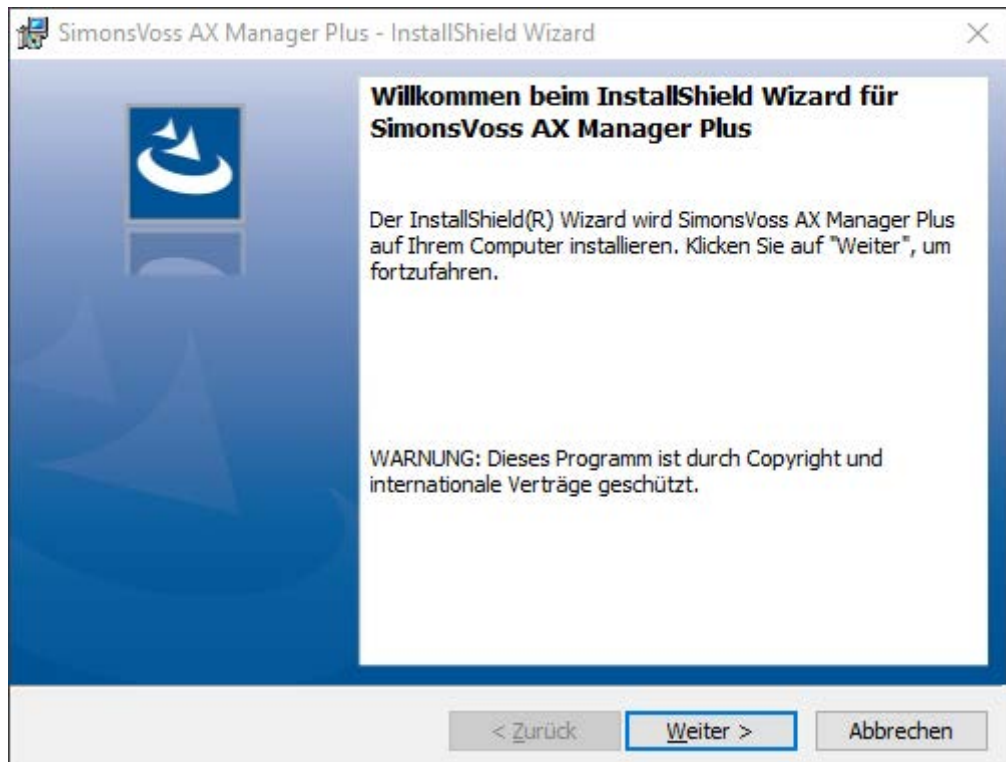 SimonsVoss AX Manager Plus - InstallShield Wizard
Willkommen beim InstallShield Wizard für
SimonsVoss AX Manager Plus
Der InstallShield(R) Wizard wird SimonsVoss AX Manager Plus
auf Ihrem Computer installieren. Klicken Sie auf "Weiter", um
fortzufahren.
WARNUNG: Dieses Programm ist durch Copyright und
internationale Verträge geschützt.
< Zurück Weiter > Abbrechen